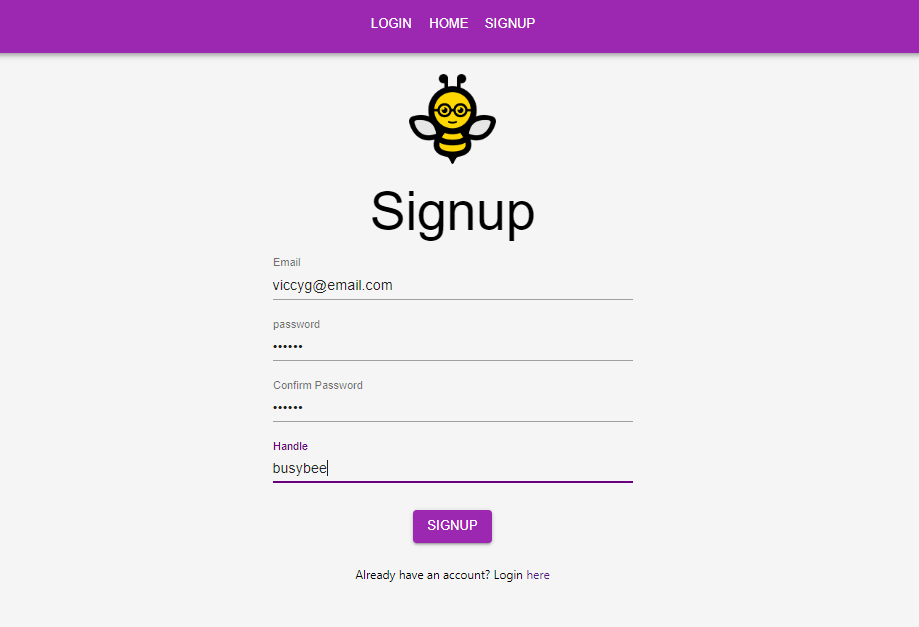 LOGIN HOME SIGNUP
Signup
Email
viccyg@email.com
password
••••••
Confirm Password
••••••
Handle
busybee
SIGNUP
Already have an account? Login here